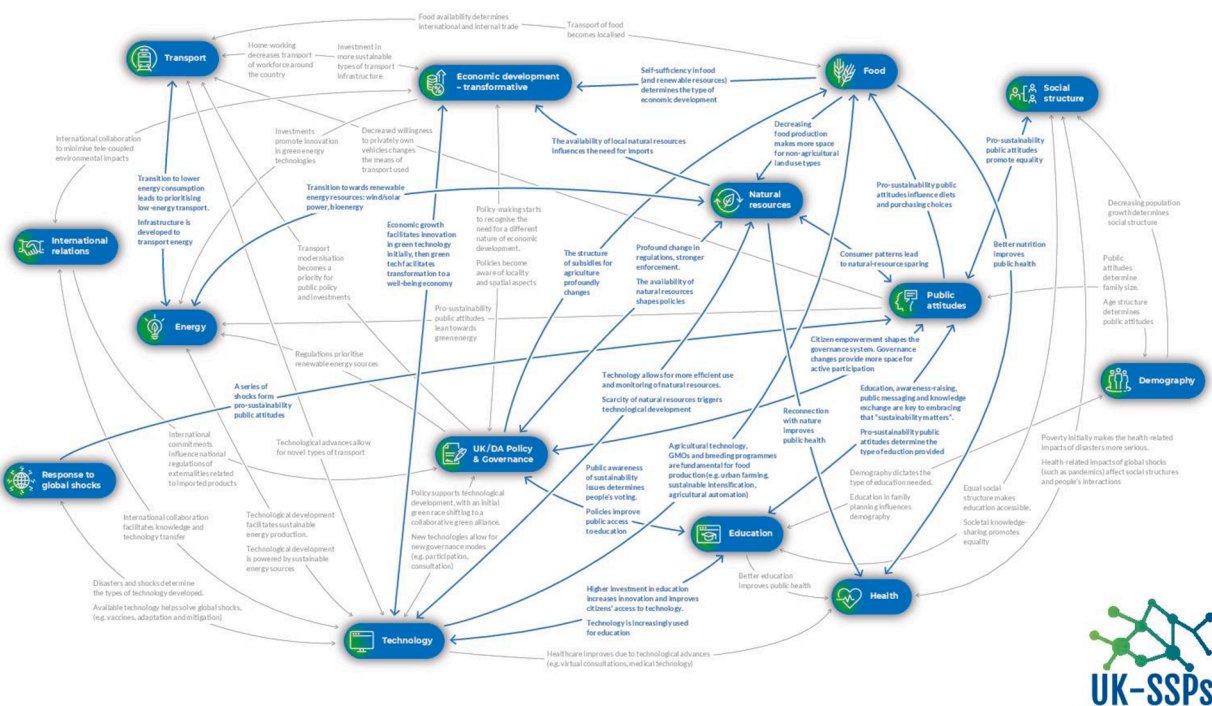 Food availability determines
international and internal trade
Transport of food
becomes localised
Transport
Home-working
decreases transport
of workforce around
the country
Investment in
more sustainable
types of transport
infrastructure
Economic development
– transformative
Self-sufficiency in food
(and renewable resources)
determines the type of
economic development
Food
Social
structure
International collaboration
to minimise tele-coupled
environmental impacts
Investments
promote innovation
in green energy
technologies
Decreased willingness
to privately own
vehicles changes
the means of
transport used
The availability of local natural resources
influences the need for imports
Decreasing
food production
makes more space
for non-agricultural
land use types
Pro-sustainability
public attitudes
promote equality
Transition to lower
energy consumption
leads to prioritising
low-energy transport.
Infrastructure is
developed to
transport energy
Transition towards renewable
energy resources: wind/solar
power, bioenergy
Natural
resources
Pro-sustainability public
attitudes influence diets
and purchasing choices
Decreasing population
growth determines
social structure
International
relations
Transport
modernisation
becomes a
priority for
public policy
and investments
Economic growth
facilitates innovation
in green technology
initially, then green
tech facilitates
transformation to a
well-being economy
Policy-making starts
to recognise the
need for a different
nature of economic
development.
Policies become
aware of locality
and spatial aspects
The structure
of subsidies for
agriculture
profoundly
changes
Profound change in
regulations, stronger
enforcement.
The availability of
natural resources
shapes policies
Consumer patterns lead
to natural-resource sparing
Better nutrition
improves
public health
Public
attitudes
determine
family size.
Age structure
determines
public attitudes
Public
attitudes
Energy
Pro-sustainability
public attitudes
lean towards
green energy
Regulations prioritise
renewable energy sources
Citizen empowerment shapes the
governance system. Governance
changes provide more space for
active participation
Demography
A series of
shocks form
pro-sustainability
public attitudes
Technology allows for more efficient use
and monitoring of natural resources.
Scarcity of natural resources triggers
technological development
Education, awareness-raising,
public messaging and knowledge
exchange are key to embracing
that "sustainability matters".
Pro-sustainability public
attitudes determine the
type of eduction provided
Reconnection
with nature
improves
public health
International
commitments
influence national
regulations of
externalities related
to imported products
Technological advances allow
for novel types of transport
UK/DA Policy
& Governance
Agricultural technology,
GMOs and breeding programmes
are fundamental for food
production (e.g. urban farming,
sustainable intensification,
agricultural automation)
Poverty initially makes the health-related
impacts of disasters more serious.
Health-related impacts of global shocks
(such as pandemics) affect social structures
and people's interactions
Response to
global shocks
Public awareness
of sustainability
issues determines
people's voting.
Policies improve
public access
to education
Demography dictates the
type of education needed.
Education in family
planning influences
demography
Equal social
structure makes
education accessible.
Societal knowledge-
sharing promotes
equality
International collaboration
facilitates knowledge and
technology transfer
Technological development
facilitates sustainable
energy production.
Technological development
is powered by sustainable
energy sources
Policy supports technological
development, with an initial
green race shifting to a
collaborative green alliance.
New technologies allow for
new governance modes
(e.g. participation,
consultation)
Education
Disasters and shocks determine
the types of technology developed.
Available technology helps solve global shocks,
(e.g. vaccines, adaptation and mitigation)
Higher investment in education
increases innovation and improves
citizens' access to technology.
Technology is increasingly used
for education
Better education
improves public health
Health
Technology
Healthcare improves due to technological advances
(e.g. virtual consultations, medical technology)
UK-SSPs